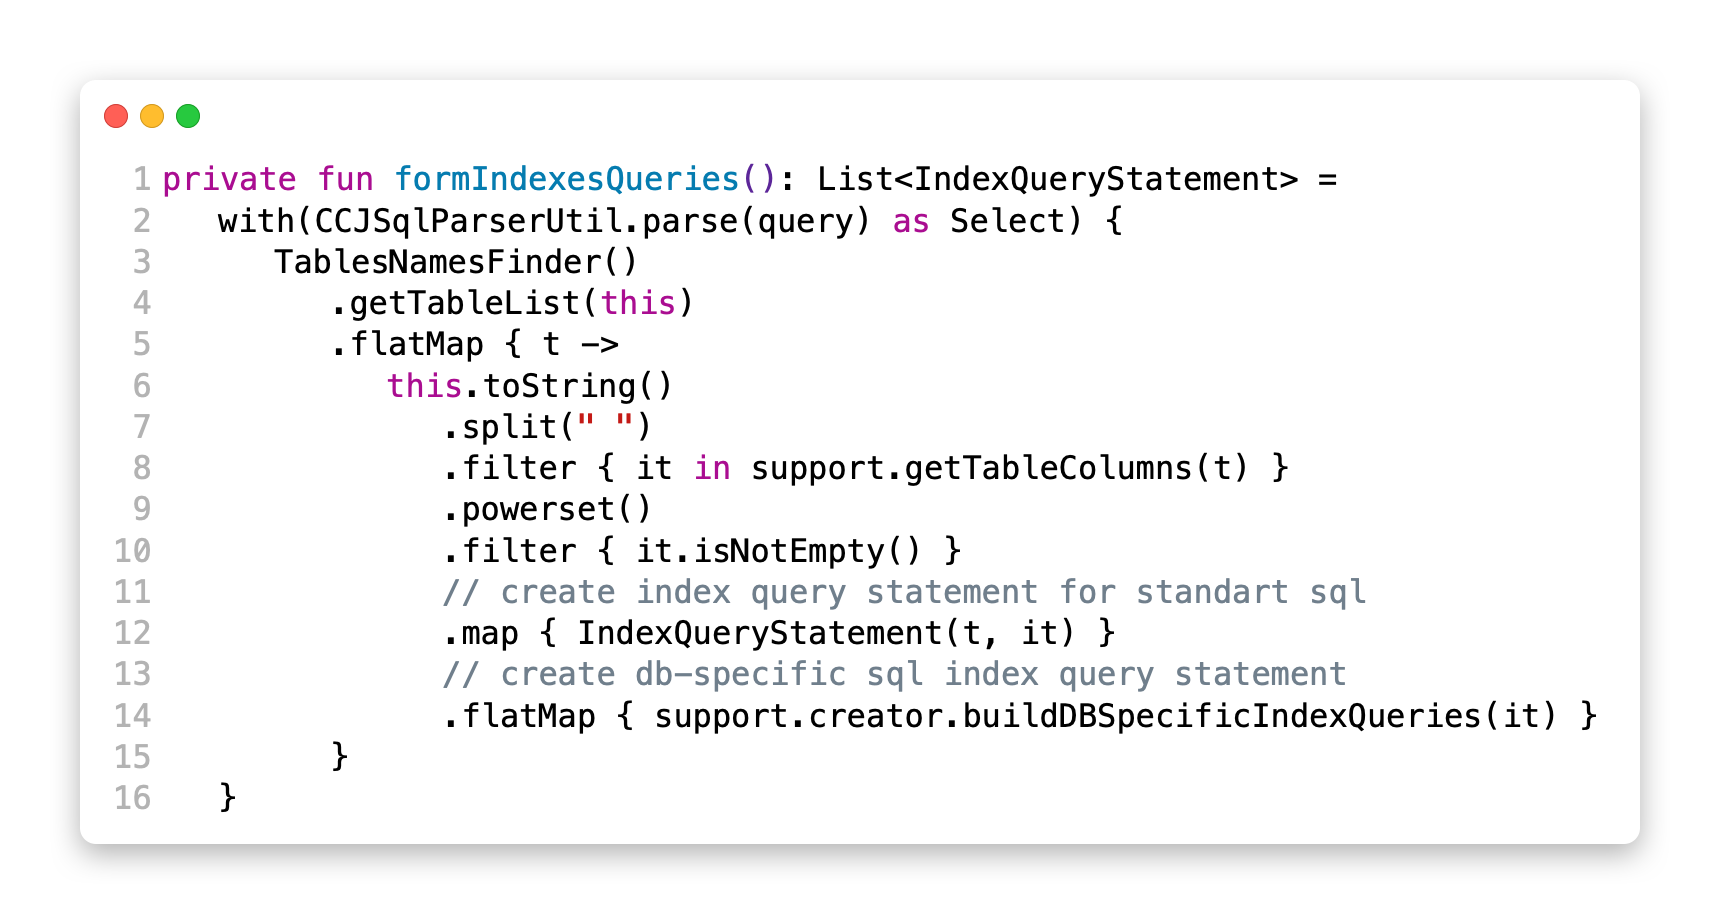 1 private fun formIndexesQueries(): List<IndexQueryStatement> =
2    with(CCJSqlParserUtil.parse(query) as Select) {
3       TablesNamesFinder()
4          .getTableList(this)
5          .flatMap { t ->
6             this.toString()
7                .split(" ")
8                .filter { it in support.getTableColumns(t) }
9                .powerset()
10                .filter { it.isNotEmpty() }
11                // create index query statement for standart sql
12                .map { IndexQueryStatement(t, it) }
13                // create db-specific sql index query statement
14                .flatMap { support.creator.buildDBSpecificIndexQueries(it) }
15          }
16    }